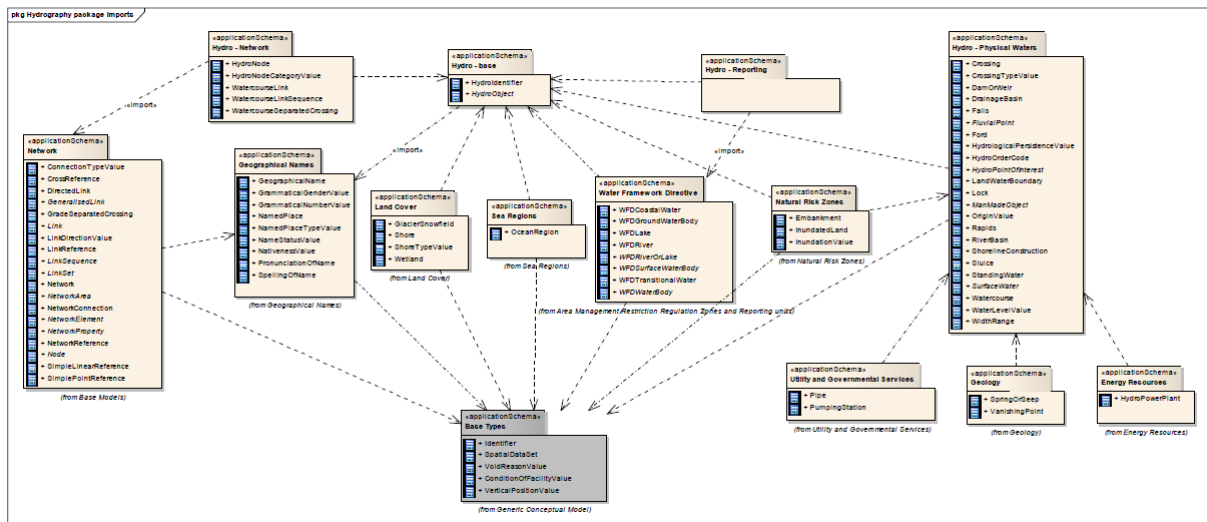 pkg Hydrography package imports
«applicationSchema»
Hydro - Network
+ HydroNode
+ HydroNodeCategoryValue
+ WatercourseLink
+ WatercourseLinkSequence
+ WatercourseSeparatedCrossing
«applicationSchema»
Hydro - base
+ HydroIdentifier
+ HydroObject
«applicationSchema»
Hydro - Reporting
«applicationSchema»
Hydro - Physical Waters
+ Crossing
+ CrossingTypeValue
+ DamOrWeir
+ DrainageBasin
+ Falls
+ FluvialPoint
+ Ford
+ HydrologicalPersistenceValue
+ HydroOrderCode
+ HydroPointOfInterest
+ LandWaterBoundary
+ Lock
+ ManMadeObject
+ OriginValue
+ Rapids
+ RiverBasin
+ ShorelineConstruction
+ Sluice
+ StandingWater
+ SurfaceWater
+ Watercourse
+ WaterLevelValue
+ WidthRange
«import»
«import»
«import»
«applicationSchema»
Network
+ ConnectionTypeValue
+ CrossReference
+ DirectedLink
+ GeneralisedLink
+ GradeSeparatedCrossing
+ Link
+ LinkDirectionValue
+ LinkReference
+ LinkSequence
+ LinkSet
+ Network
+ NetworkArea
+ NetworkConnection
+ NetworkElement
+ NetworkProperty
+ NetworkReference
+ Node
+ SimpleLinearReference
+ SimplePointReference
(from Base Models)
«applicationSchema»
Geographical Names
+ GeographicalName
+ GrammaticalGenderValue
+ GrammaticalNumberValue
+ NamedPlace
+ NamedPlaceTypeValue
+ NameStatusValue
+ NativenessValue
+ PronunciationOfName
+ SpellingOfName
(from Geographical Names)
«applicationSchema»
Land Cover
+ GlacierSnowfield
+ Shore
+ ShoreTypeValue
+ Wetland
(from Land Cover)
«applicationSchema»
Sea Regions
+ OceanRegion
(from Sea Regions)
«applicationSchema»
Water Framework Directive
+ WFDCoastalWater
+ WFDGroundWaterBody
+ WFDLake
+ WFDRiver
+ WFDRiverOrLake
+ WFDSurfaceWaterBody
+ WFDTransitionalWater
+ WFDWaterBody
(from Area Management Restriction Regulation Zones and Reporting units)
«applicationSchema»
Natural Risk Zones
+ Embankment
+ InundatedLand
+ InundationValue
(from Natural Risk Zones)
«applicationSchema»
Utility and Governmental Services
+ Pipe
+ PumpingStation
(from Utility and Governmental Services)
«applicationSchema»
Geology
+ SpringOrSeep
+ VanishingPoint
(from Geology)
«applicationSchema»
Energy Resources
+ HydroPowerPlant
(from Energy Resources)
«applicationSchema»
Base Types
+ Identifier
+ SpatialDataSet
+ VoidReasonValue
+ ConditionOfFacilityValue
+ VerticalPositionValue
(from Generic Conceptual Model)